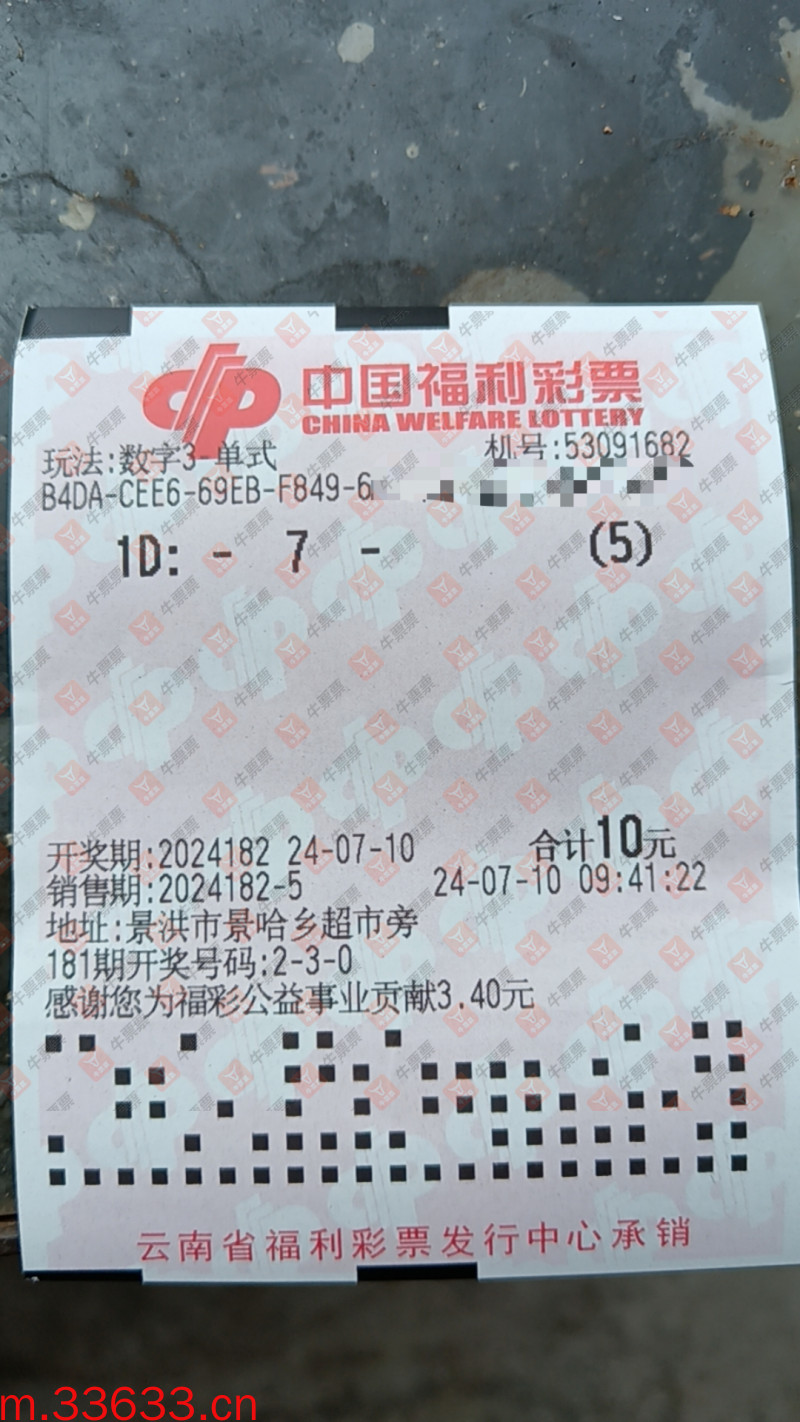 中国福利彩票
CHINA WELFARE LOTTERY
玩法:数字3-单式 机号:53091682
B4DA-CEE6-69EB-F849-6
1D: - 7 - (5)
开奖期:2024182 24-07-10 合计10元
销售期:2024182-5 24-07-10 09:41:22
地址:景洪市景哈乡超市旁
181期开奖号码:2-3-0
感谢您为福彩公益事业贡献3.40元
云南省福利彩票发行中心承销
牛票票
m.33633.cn